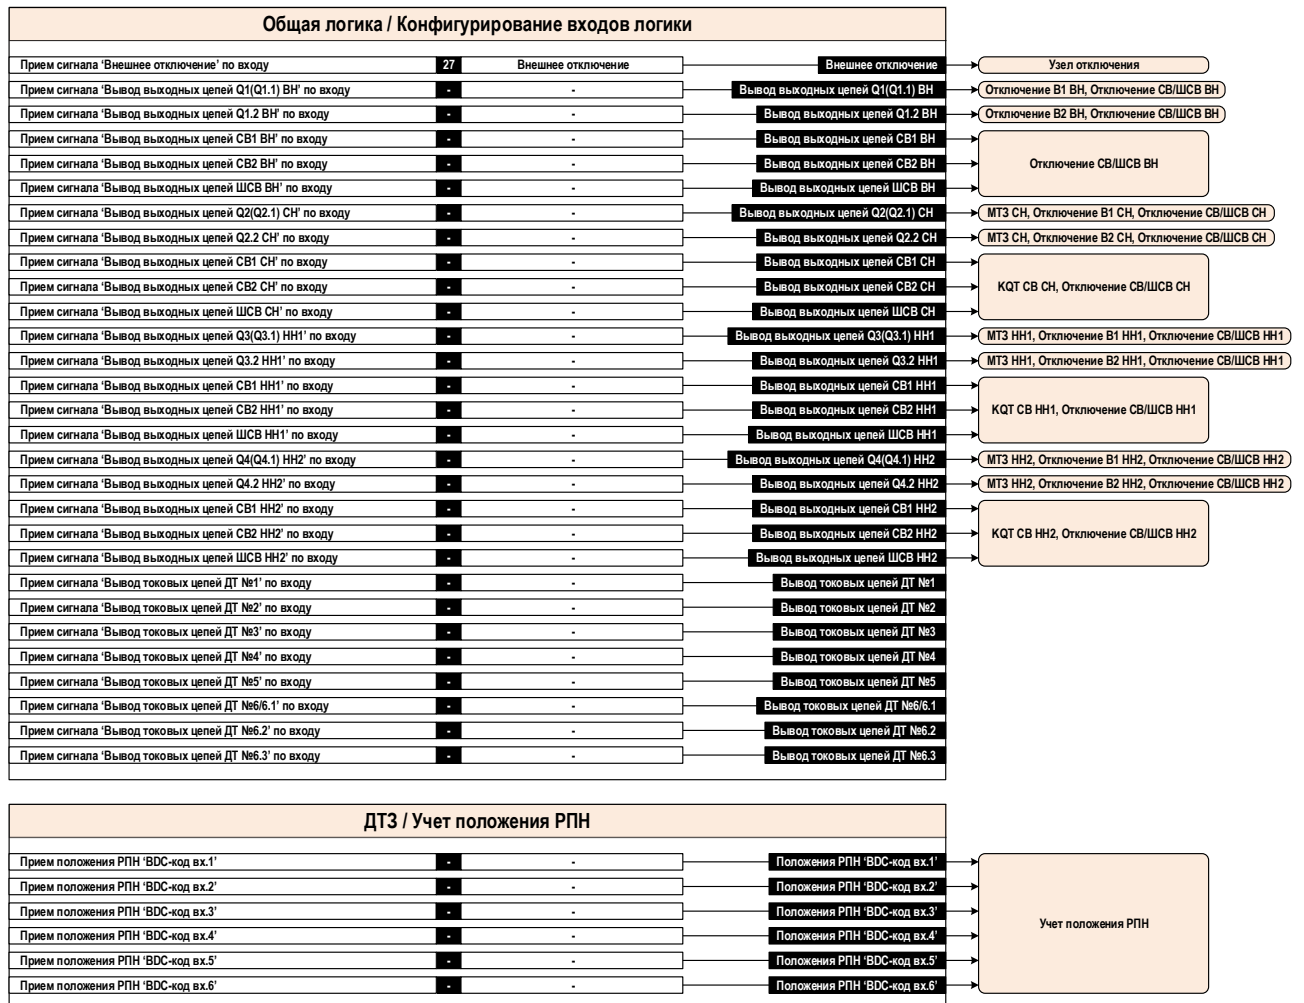 Общая логика / Конфигурирование входов логики
Прием сигнала ‘Внешнее отключение’ по входу 27 Внешнее отключение Внешнее отключение Узел отключения
Прием сигнала ‘Вывод выходных цепей Q1(Q1.1) ВН’ по входу - - Вывод выходных цепей Q1(Q1.1) ВН Отключение В1 ВН, Отключение СВ/ШСВ ВН
Прием сигнала ‘Вывод выходных цепей Q1.2 ВН’ по входу - - Вывод выходных цепей Q1.2 ВН Отключение В2 ВН, Отключение СВ/ШСВ ВН
Прием сигнала ‘Вывод выходных цепей СВ1 ВН’ по входу - - Вывод выходных цепей СВ1 ВН
Прием сигнала ‘Вывод выходных цепей СВ2 ВН’ по входу - - Вывод выходных цепей СВ2 ВН Отключение СВ/ШСВ ВН
Прием сигнала ‘Вывод выходных цепей ШСВ ВН’ по входу - - Вывод выходных цепей ШСВ ВН
Прием сигнала ‘Вывод выходных цепей Q2(Q2.1) СН’ по входу - - Вывод выходных цепей Q2(Q2.1) СН МТЗ СН, Отключение В1 СН, Отключение СВ/ШСВ СН
Прием сигнала ‘Вывод выходных цепей Q2.2 СН’ по входу - - Вывод выходных цепей Q2.2 СН МТЗ СН, Отключение В2 СН, Отключение СВ/ШСВ СН
Прием сигнала ‘Вывод выходных цепей СВ1 СН’ по входу - - Вывод выходных цепей СВ1 СН
Прием сигнала ‘Вывод выходных цепей СВ2 СН’ по входу - - Вывод выходных цепей СВ2 СН KQT СВ СН, Отключение СВ/ШСВ СН
Прием сигнала ‘Вывод выходных цепей ШСВ СН’ по входу - - Вывод выходных цепей ШСВ СН
Прием сигнала ‘Вывод выходных цепей Q3(Q3.1) НН1’ по входу - - Вывод выходных цепей Q3(Q3.1) НН1 МТЗ НН1, Отключение В1 НН1, Отключение СВ/ШСВ НН1
Прием сигнала ‘Вывод выходных цепей Q3.2 НН1’ по входу - - Вывод выходных цепей Q3.2 НН1 МТЗ НН1, Отключение В2 НН1, Отключение СВ/ШСВ НН1
Прием сигнала ‘Вывод выходных цепей СВ1 НН1’ по входу - - Вывод выходных цепей СВ1 НН1
Прием сигнала ‘Вывод выходных цепей СВ2 НН1’ по входу - - Вывод выходных цепей СВ2 НН1 KQT СВ НН1, Отключение СВ/ШСВ НН1
Прием сигнала ‘Вывод выходных цепей ШСВ НН1’ по входу - - Вывод выходных цепей ШСВ НН1
Прием сигнала ‘Вывод выходных цепей Q4(Q4.1) НН2’ по входу - - Вывод выходных цепей Q4(Q4.1) НН2 МТЗ НН2, Отключение В1 НН2, Отключение СВ/ШСВ НН2
Прием сигнала ‘Вывод выходных цепей Q4.2 НН2’ по входу - - Вывод выходных цепей Q4.2 НН2 МТЗ НН2, Отключение В2 НН2, Отключение СВ/ШСВ НН2
Прием сигнала ‘Вывод выходных цепей СВ1 НН2’ по входу - - Вывод выходных цепей СВ1 НН2
Прием сигнала ‘Вывод выходных цепей СВ2 НН2’ по входу - - Вывод выходных цепей СВ2 НН2 KQT СВ НН2, Отключение СВ/ШСВ НН2
Прием сигнала ‘Вывод выходных цепей ШСВ НН2’ по входу - - Вывод выходных цепей ШСВ НН2
Прием сигнала ‘Вывод токовых цепей ДТ №1’ по входу - - Вывод токовых цепей ДТ №1
Прием сигнала ‘Вывод токовых цепей ДТ №2’ по входу - - Вывод токовых цепей ДТ №2
Прием сигнала ‘Вывод токовых цепей ДТ №3’ по входу - - Вывод токовых цепей ДТ №3
Прием сигнала ‘Вывод токовых цепей ДТ №4’ по входу - - Вывод токовых цепей ДТ №4
Прием сигнала ‘Вывод токовых цепей ДТ №5’ по входу - - Вывод токовых цепей ДТ №5
Прием сигнала ‘Вывод токовых цепей ДТ №6/6.1’ по входу - - Вывод токовых цепей ДТ №6/6.1
Прием сигнала ‘Вывод токовых цепей ДТ №6.2’ по входу - - Вывод токовых цепей ДТ №6.2
Прием сигнала ‘Вывод токовых цепей ДТ №6.3’ по входу - - Вывод токовых цепей ДТ №6.3
ДТЗ / Учет положения РПН
Прием положения РПН ‘BDC-код вх.1’ - - Положения РПН ‘BDC-код вх.1’
Прием положения РПН ‘BDC-код вх.2’ - - Положения РПН ‘BDC-код вх.2’
Прием положения РПН ‘BDC-код вх.3’ - - Положения РПН ‘BDC-код вх.3’
Учет положения РПН
Прием положения РПН ‘BDC-код вх.4’ - - Положения РПН ‘BDC-код вх.4’
Прием положения РПН ‘BDC-код вх.5’ - - Положения РПН ‘BDC-код вх.5’
Прием положения РПН ‘BDC-код вх.6’ - - Положения РПН ‘BDC-код вх.6’